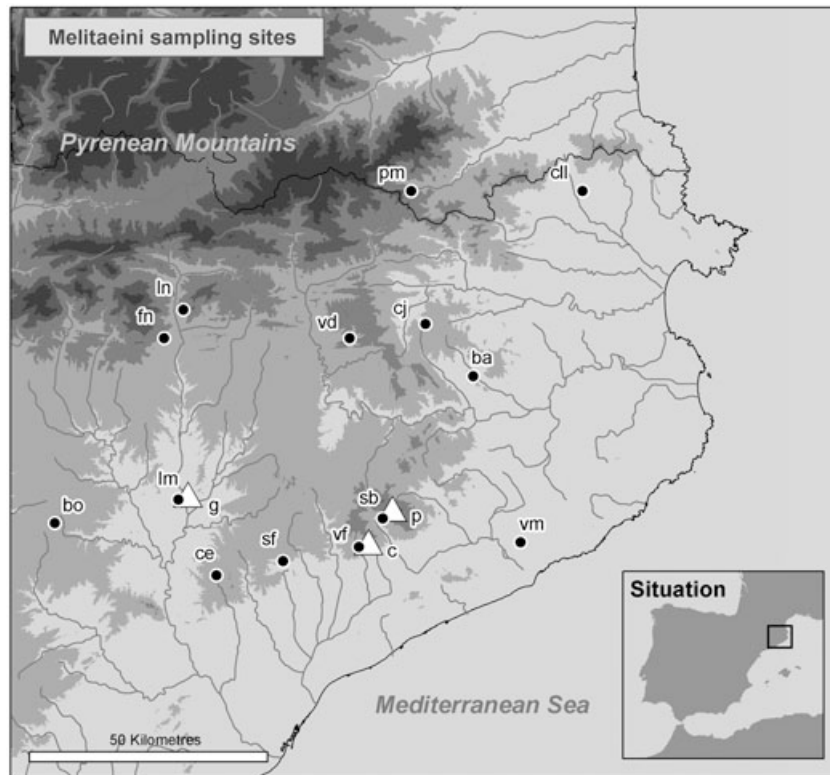 Melitaeini sampling sites
Pyrenean Mountains
pm
cll
ln
fn
vd
cj
ba
lm
g
bo
sb
p
vf
c
sf
ce
vm
Situation
Mediterranean Sea
50 Kilometres